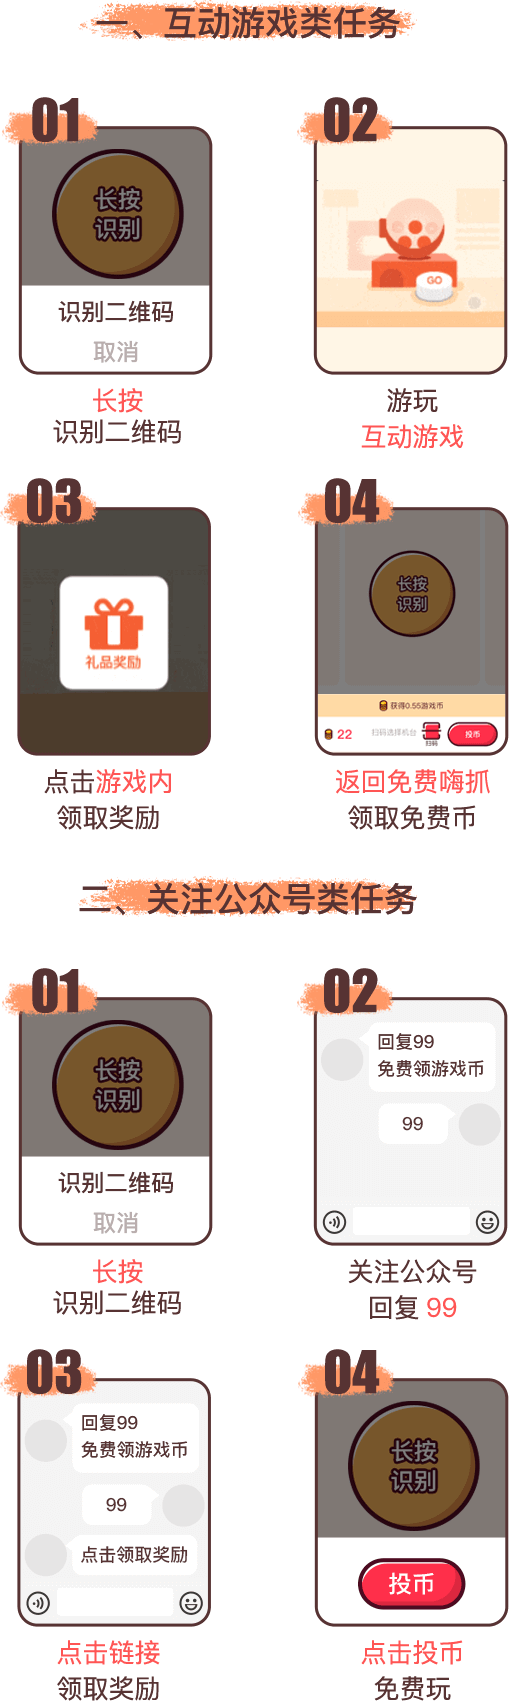 一、互动游戏类任务
01
长按
识别
识别二维码
取消
长按
识别二维码
02
GO
游玩
互动游戏
03
礼品奖励
点击游戏内
领取奖励
04
长按
识别
获得0.55游戏币
22
扫码选择机台
扫码
投币
返回免费嗨抓
领取免费币
二、关注公众号类任务
01
长按
识别
识别二维码
取消
长按
识别二维码
02
回复99
免费领游戏币
99
关注公众号
回复 99
03
回复99
免费领游戏币
99
点击领取奖励
点击链接
领取奖励
04
长按
识别
投币
点击投币
免费玩